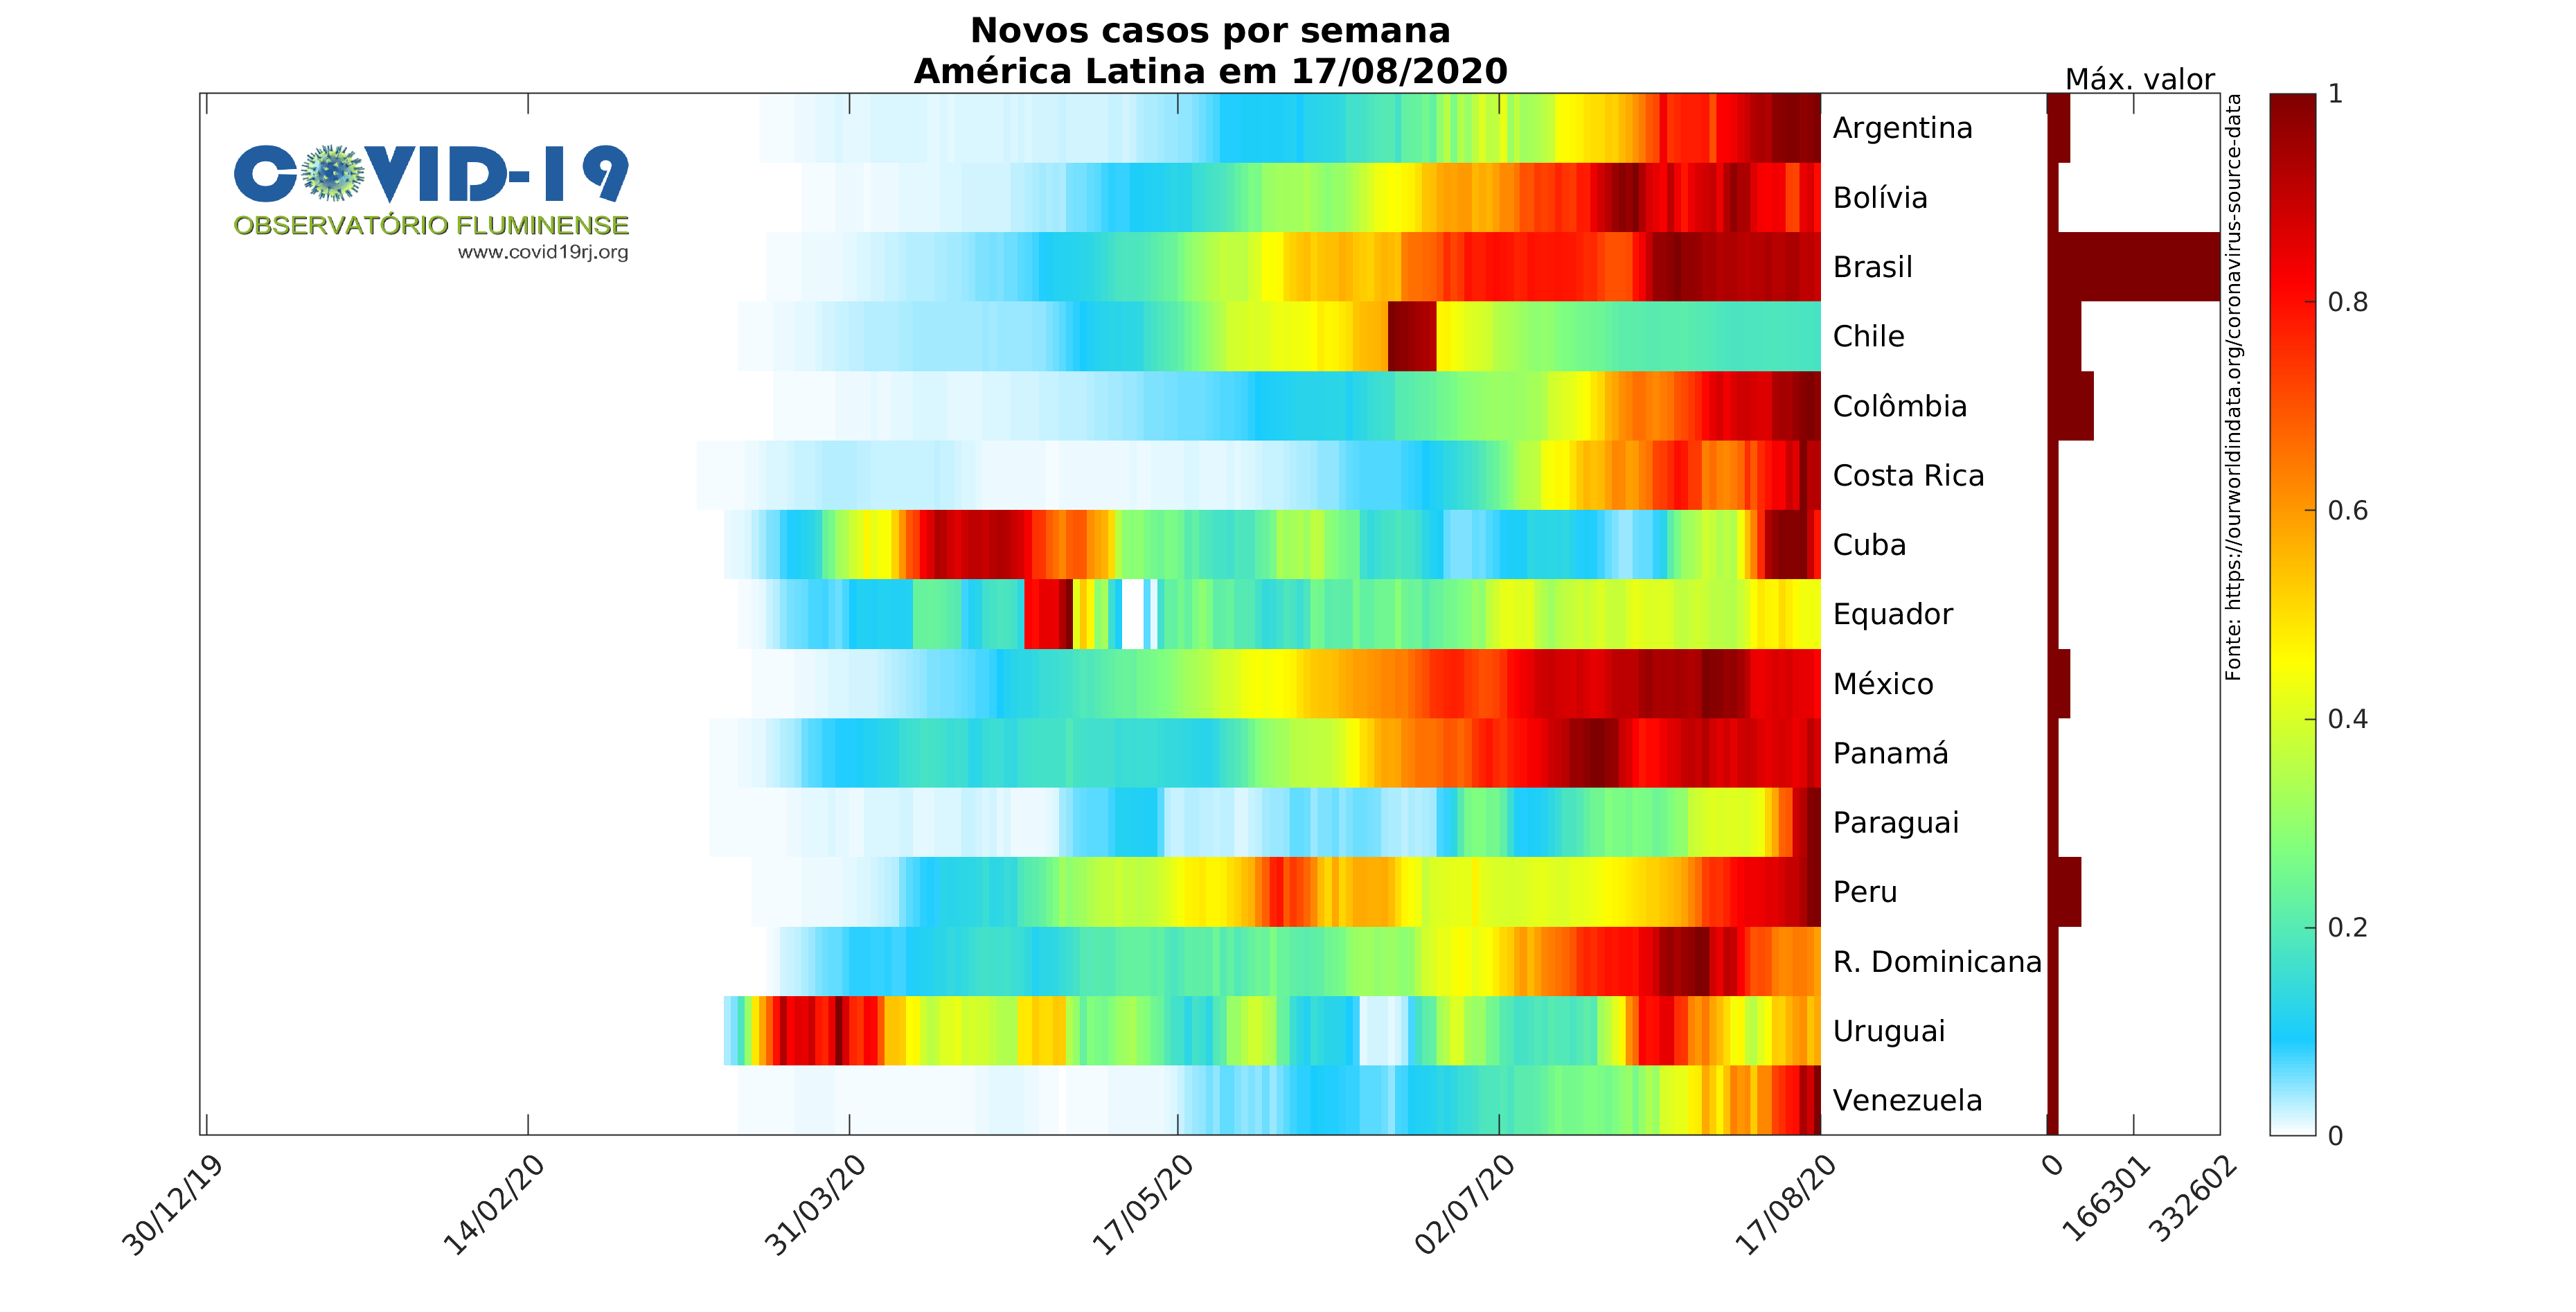 Novos casos por semana
América Latina em 17/08/2020
Máx. valor
COVID-19
OBSERVATÓRIO FLUMINENSE
www.covid19rj.org
Argentina
Bolívia
Brasil
Chile
Colômbia
Costa Rica
Cuba
Equador
México
Panamá
Paraguai
Peru
R. Dominicana
Uruguai
Venezuela
Fonte: https://ourworldindata.org/coronavirus-source-data
1
0.8
0.6
0.4
0.2
0
30/12/19
14/02/20
31/03/20
17/05/20
02/07/20
17/08/20
0
166301
332602